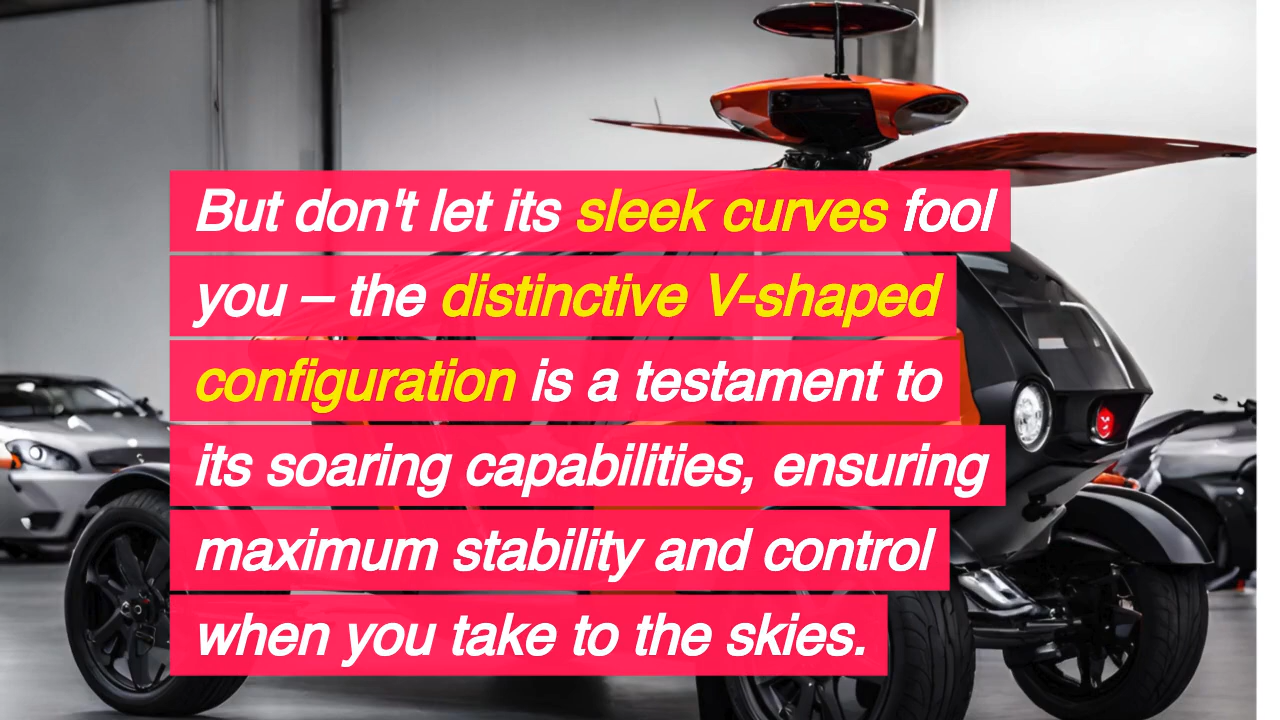 But don't let its sleek curves fool
you – the distinctive V-shaped
configuration is a testament to
its soaring capabilities, ensuring
maximum stability and control
when you take to the skies.